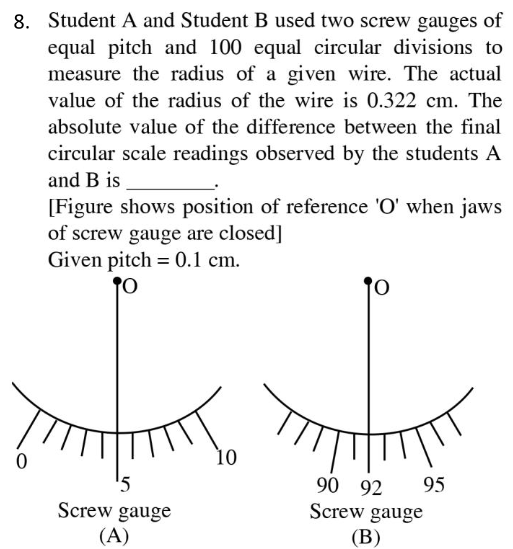 8. Student A and Student B used two screw gauges of
equal pitch and 100 equal circular divisions to
measure the radius of a given wire. The actual
value of the radius of the wire is 0.322 cm. The
absolute value of the difference between the final
circular scale readings observed by the students A
and B is ________.
[Figure shows position of reference 'O' when jaws
of screw gauge are closed]
Given pitch = 0.1 cm.
O O
0 5 10 90 92 95
Screw gauge Screw gauge
(A) (B)